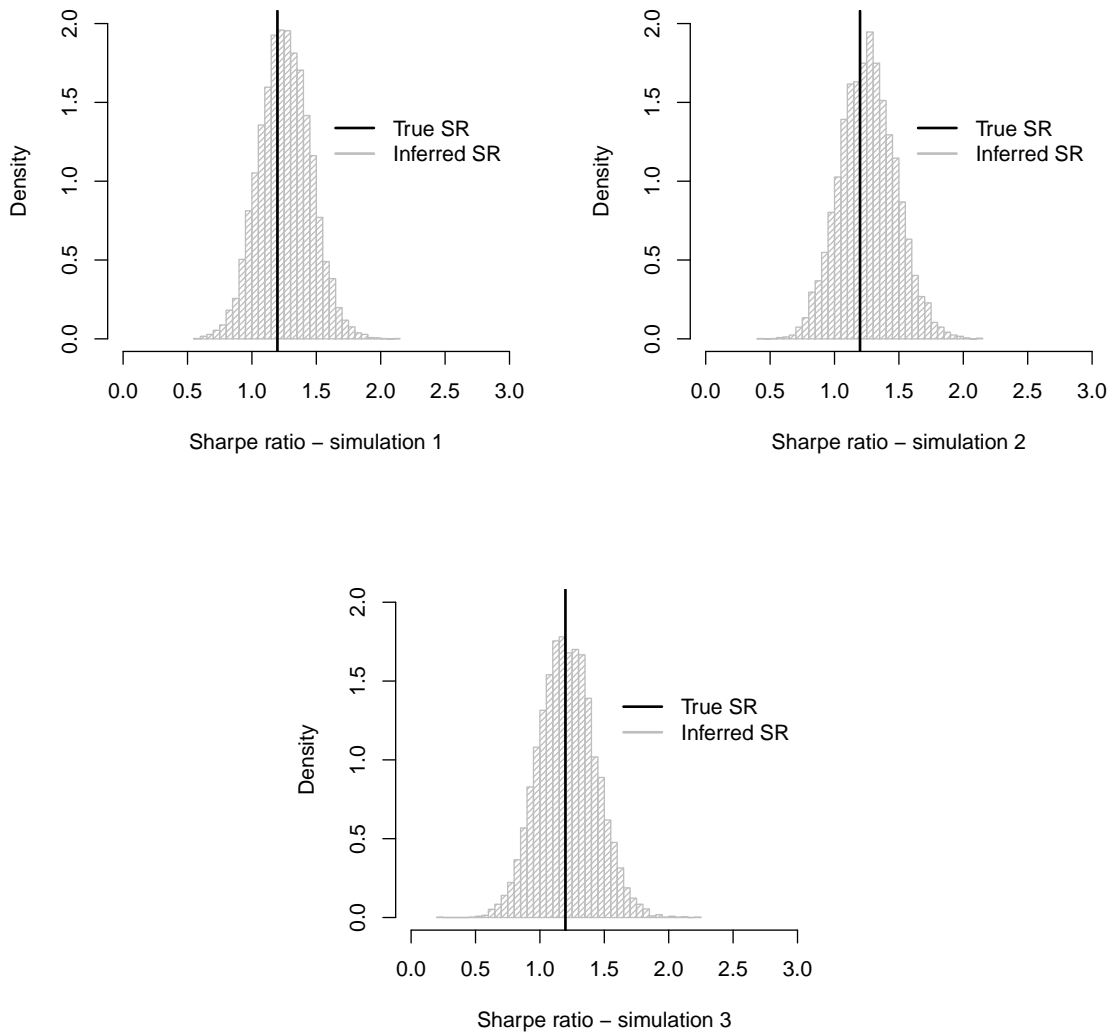 Density
2.0
1.5
1.0
0.5
0.0
True SR
Inferred SR
0.0 0.5 1.0 1.5 2.0 2.5 3.0
Sharpe ratio – simulation 1
Density
2.0
1.5
1.0
0.5
0.0
True SR
Inferred SR
0.0 0.5 1.0 1.5 2.0 2.5 3.0
Sharpe ratio – simulation 2
Density
2.0
1.5
1.0
0.5
0.0
True SR
Inferred SR
0.0 0.5 1.0 1.5 2.0 2.5 3.0
Sharpe ratio – simulation 3